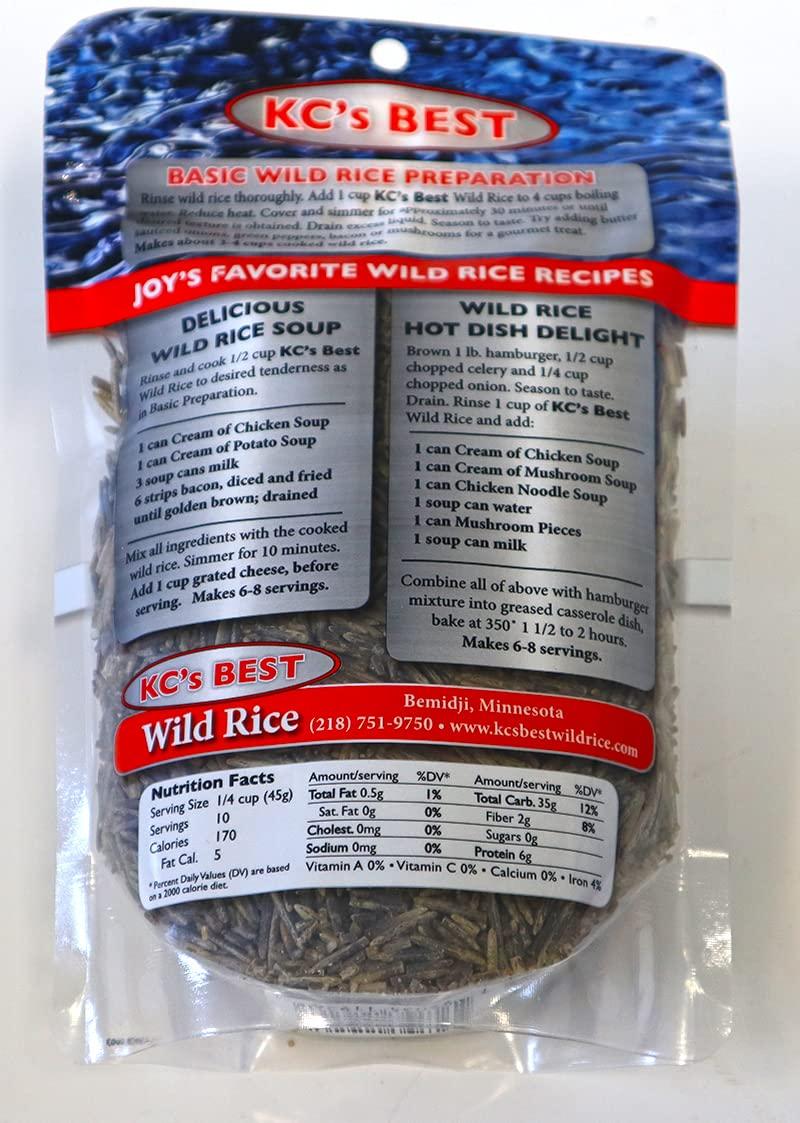 KC's BEST
BASIC WILD RICE PREPARATION
Rinse wild rice thoroughly. Add 1 cup KC's Best Wild Rice to 4 cups boiling
water. Reduce heat. Cover and simmer for approximately 30 minutes or until
desired texture is obtained. Drain excess liquid. Season to taste. Try adding butter
sauteed onions, green peppers, bacon or mushrooms for a gourmet treat.
Makes about 3-4 cups cooked wild rice.
JOY'S FAVORITE WILD RICE RECIPES
DELICIOUS
WILD RICE SOUP
Rinse and cook 1/2 cup KC's Best
Wild Rice to desired tenderness as
in Basic Preparation.
1 can Cream of Chicken Soup
1 can Cream of Potato Soup
3 soup cans milk
6 strips bacon, diced and fried
until golden brown; drained
Mix all ingredients with the cooked
wild rice. Simmer for 10 minutes.
Add 1 cup grated cheese, before
serving. Makes 6-8 servings.
WILD RICE
HOT DISH DELIGHT
Brown 1 lb. hamburger, 1/2 cup
chopped celery and 1/4 cup
chopped onion. Season to taste.
Drain. Rinse 1 cup of KC's Best
Wild Rice and add:
1 can Cream of Chicken Soup
1 can Cream of Mushroom Soup
1 can Chicken Noodle Soup
1 soup can water
1 can Mushroom Pieces
1 soup can milk
Combine all of above with hamburger
mixture into greased casserole dish,
bake at 350° 1 1/2 to 2 hours.
Makes 6-8 servings.
KC's BEST
Wild Rice
Bemidji, Minnesota
(218) 751-9750 • www.kcsbestwildrice.com
Nutrition Facts
Serving Size 1/4 cup (45g)
Servings 10
Calories 170
Fat Cal. 5
*Percent Daily Values (DV) are based
on a 2000 calorie diet.
Amount/serving %DV*
Total Fat 0.5g 1%
Sat. Fat 0g 0%
Cholest. 0mg 0%
Sodium 0mg 0%
Amount/serving %DV*
Total Carb. 35g 12%
Fiber 2g 8%
Sugars 0g
Protein 6g
Vitamin A 0% • Vitamin C 0% • Calcium 0% • Iron 4%